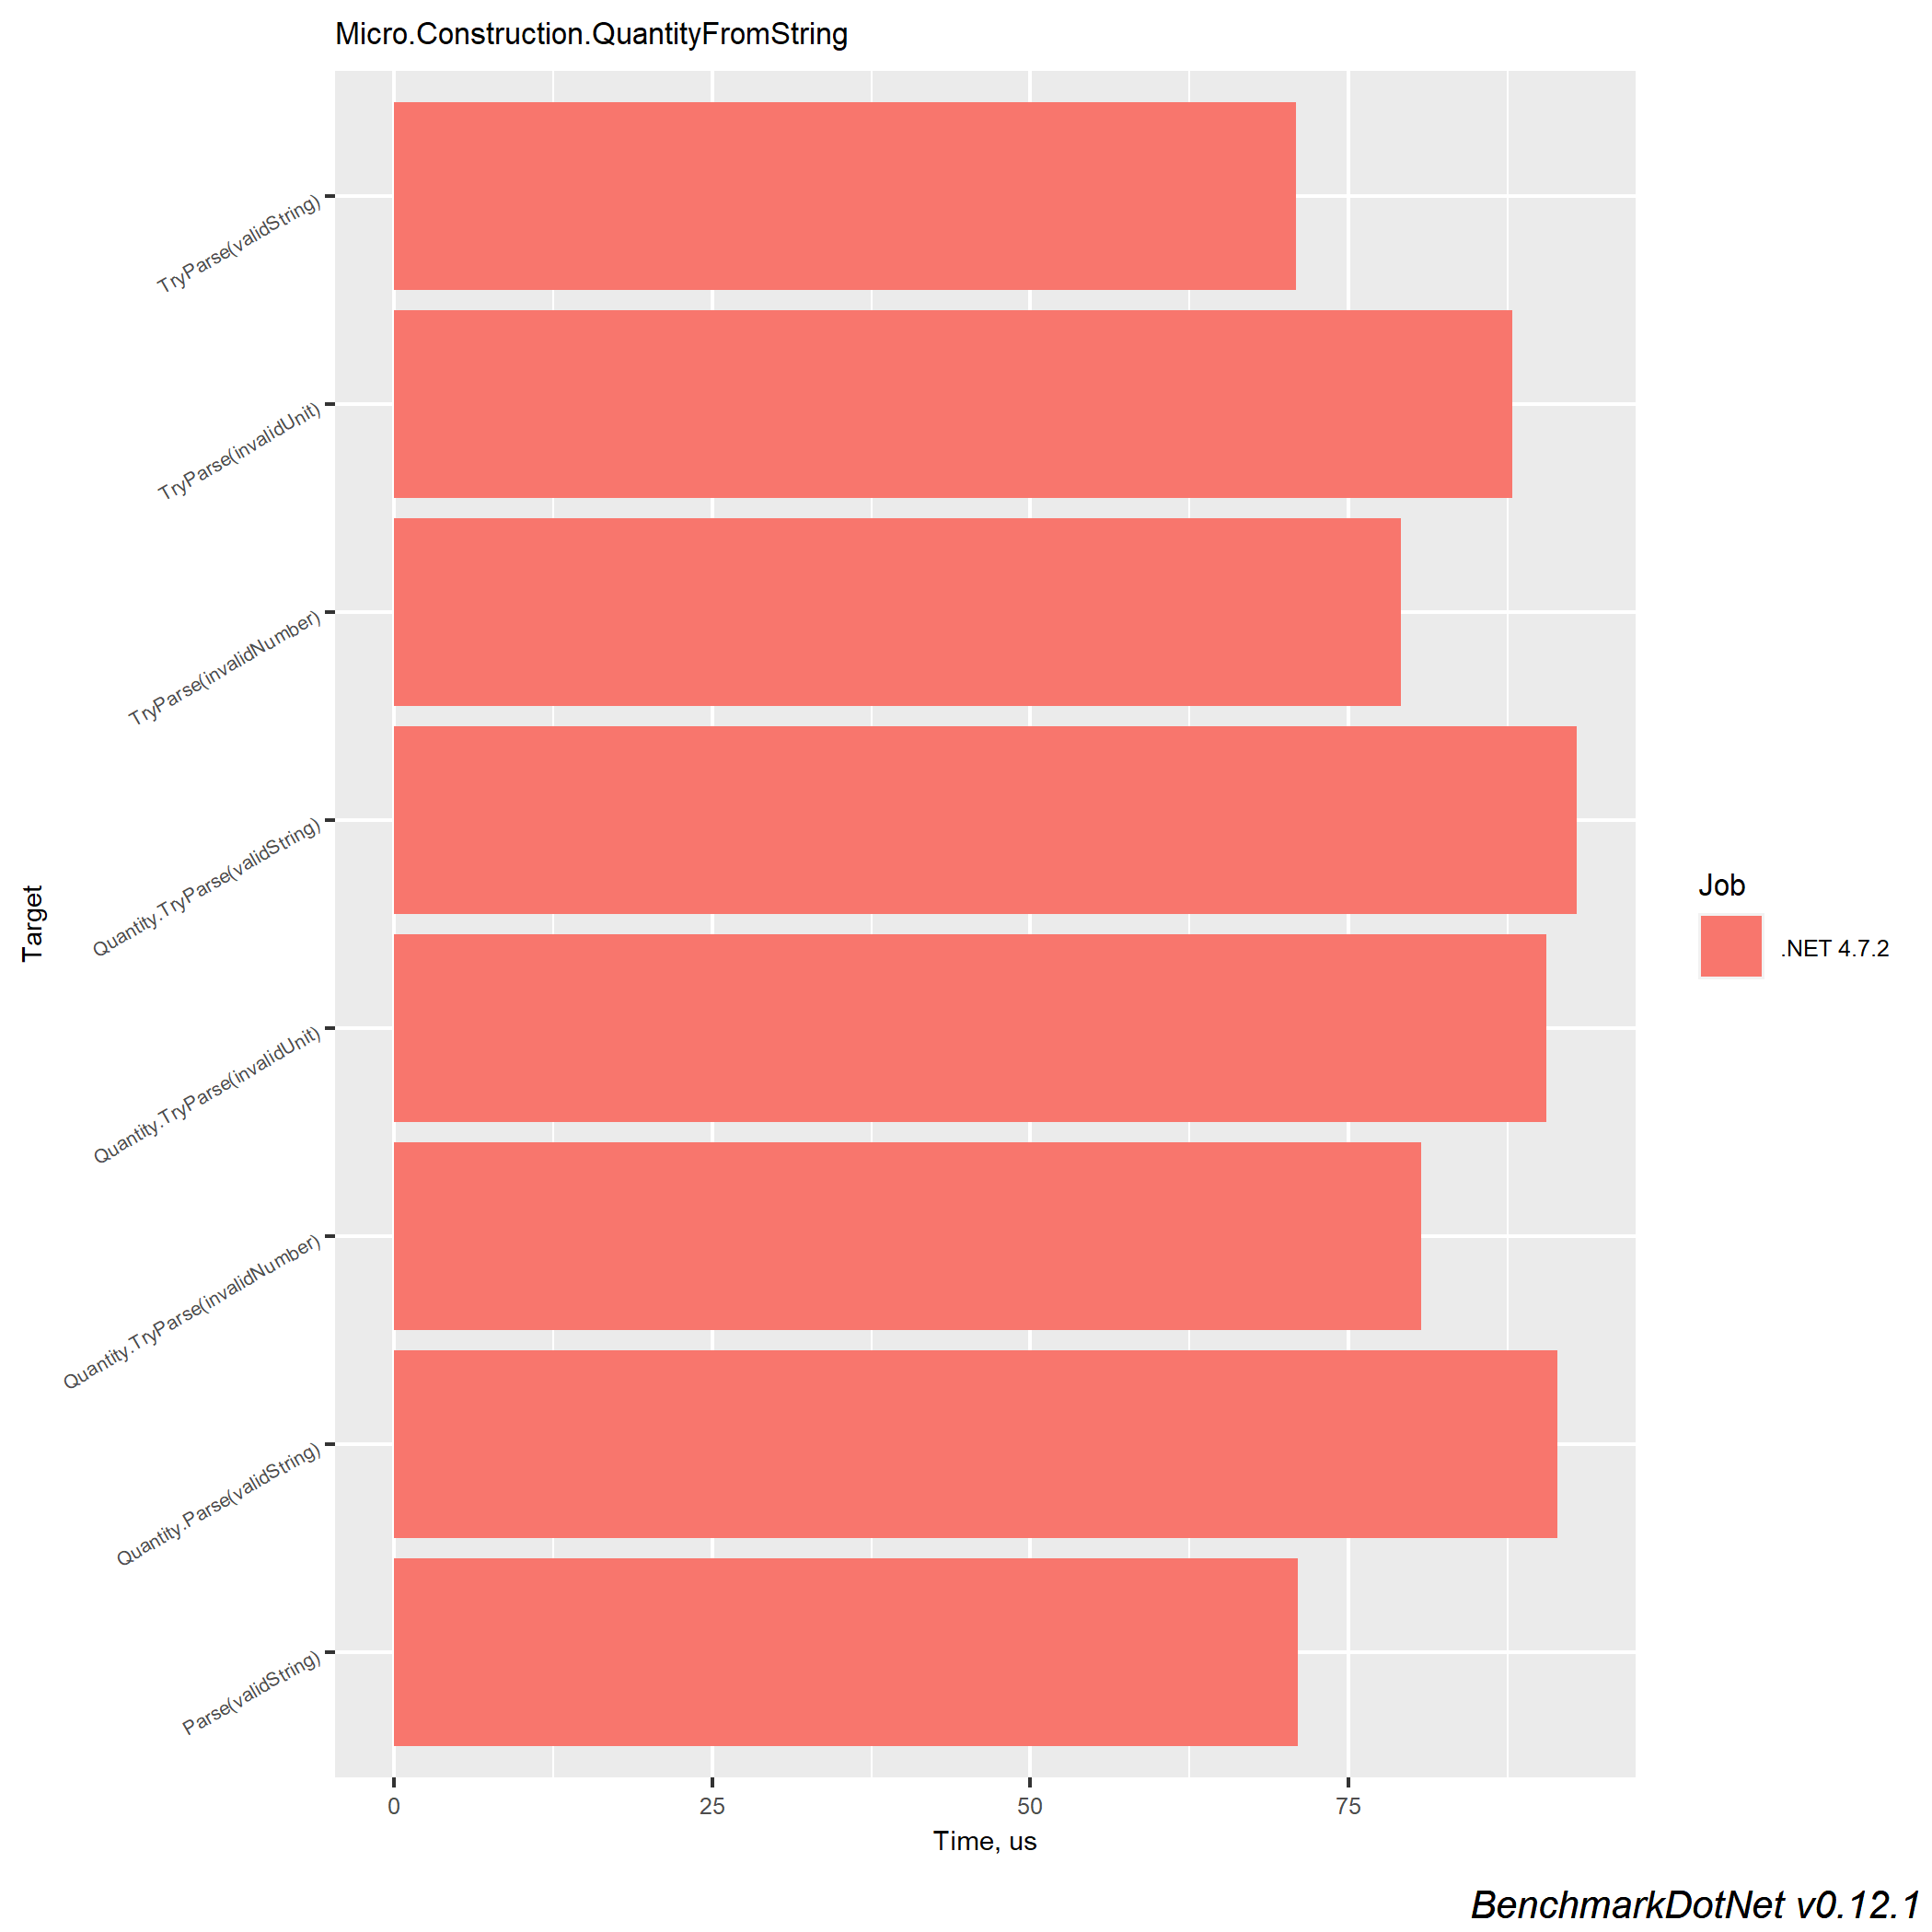 Micro.Construction.QuantityFromString
TryParse(validString)
TryParse(invalidUnit)
TryParse(invalidNumber)
Quantity.TryParse(validString)
Quantity.TryParse(invalidUnit)
Quantity.TryParse(invalidNumber)
Quantity.Parse(validString)
Parse(validString)
Target
0 25 50 75
Time, us
Job
.NET 4.7.2
BenchmarkDotNet v0.12.1